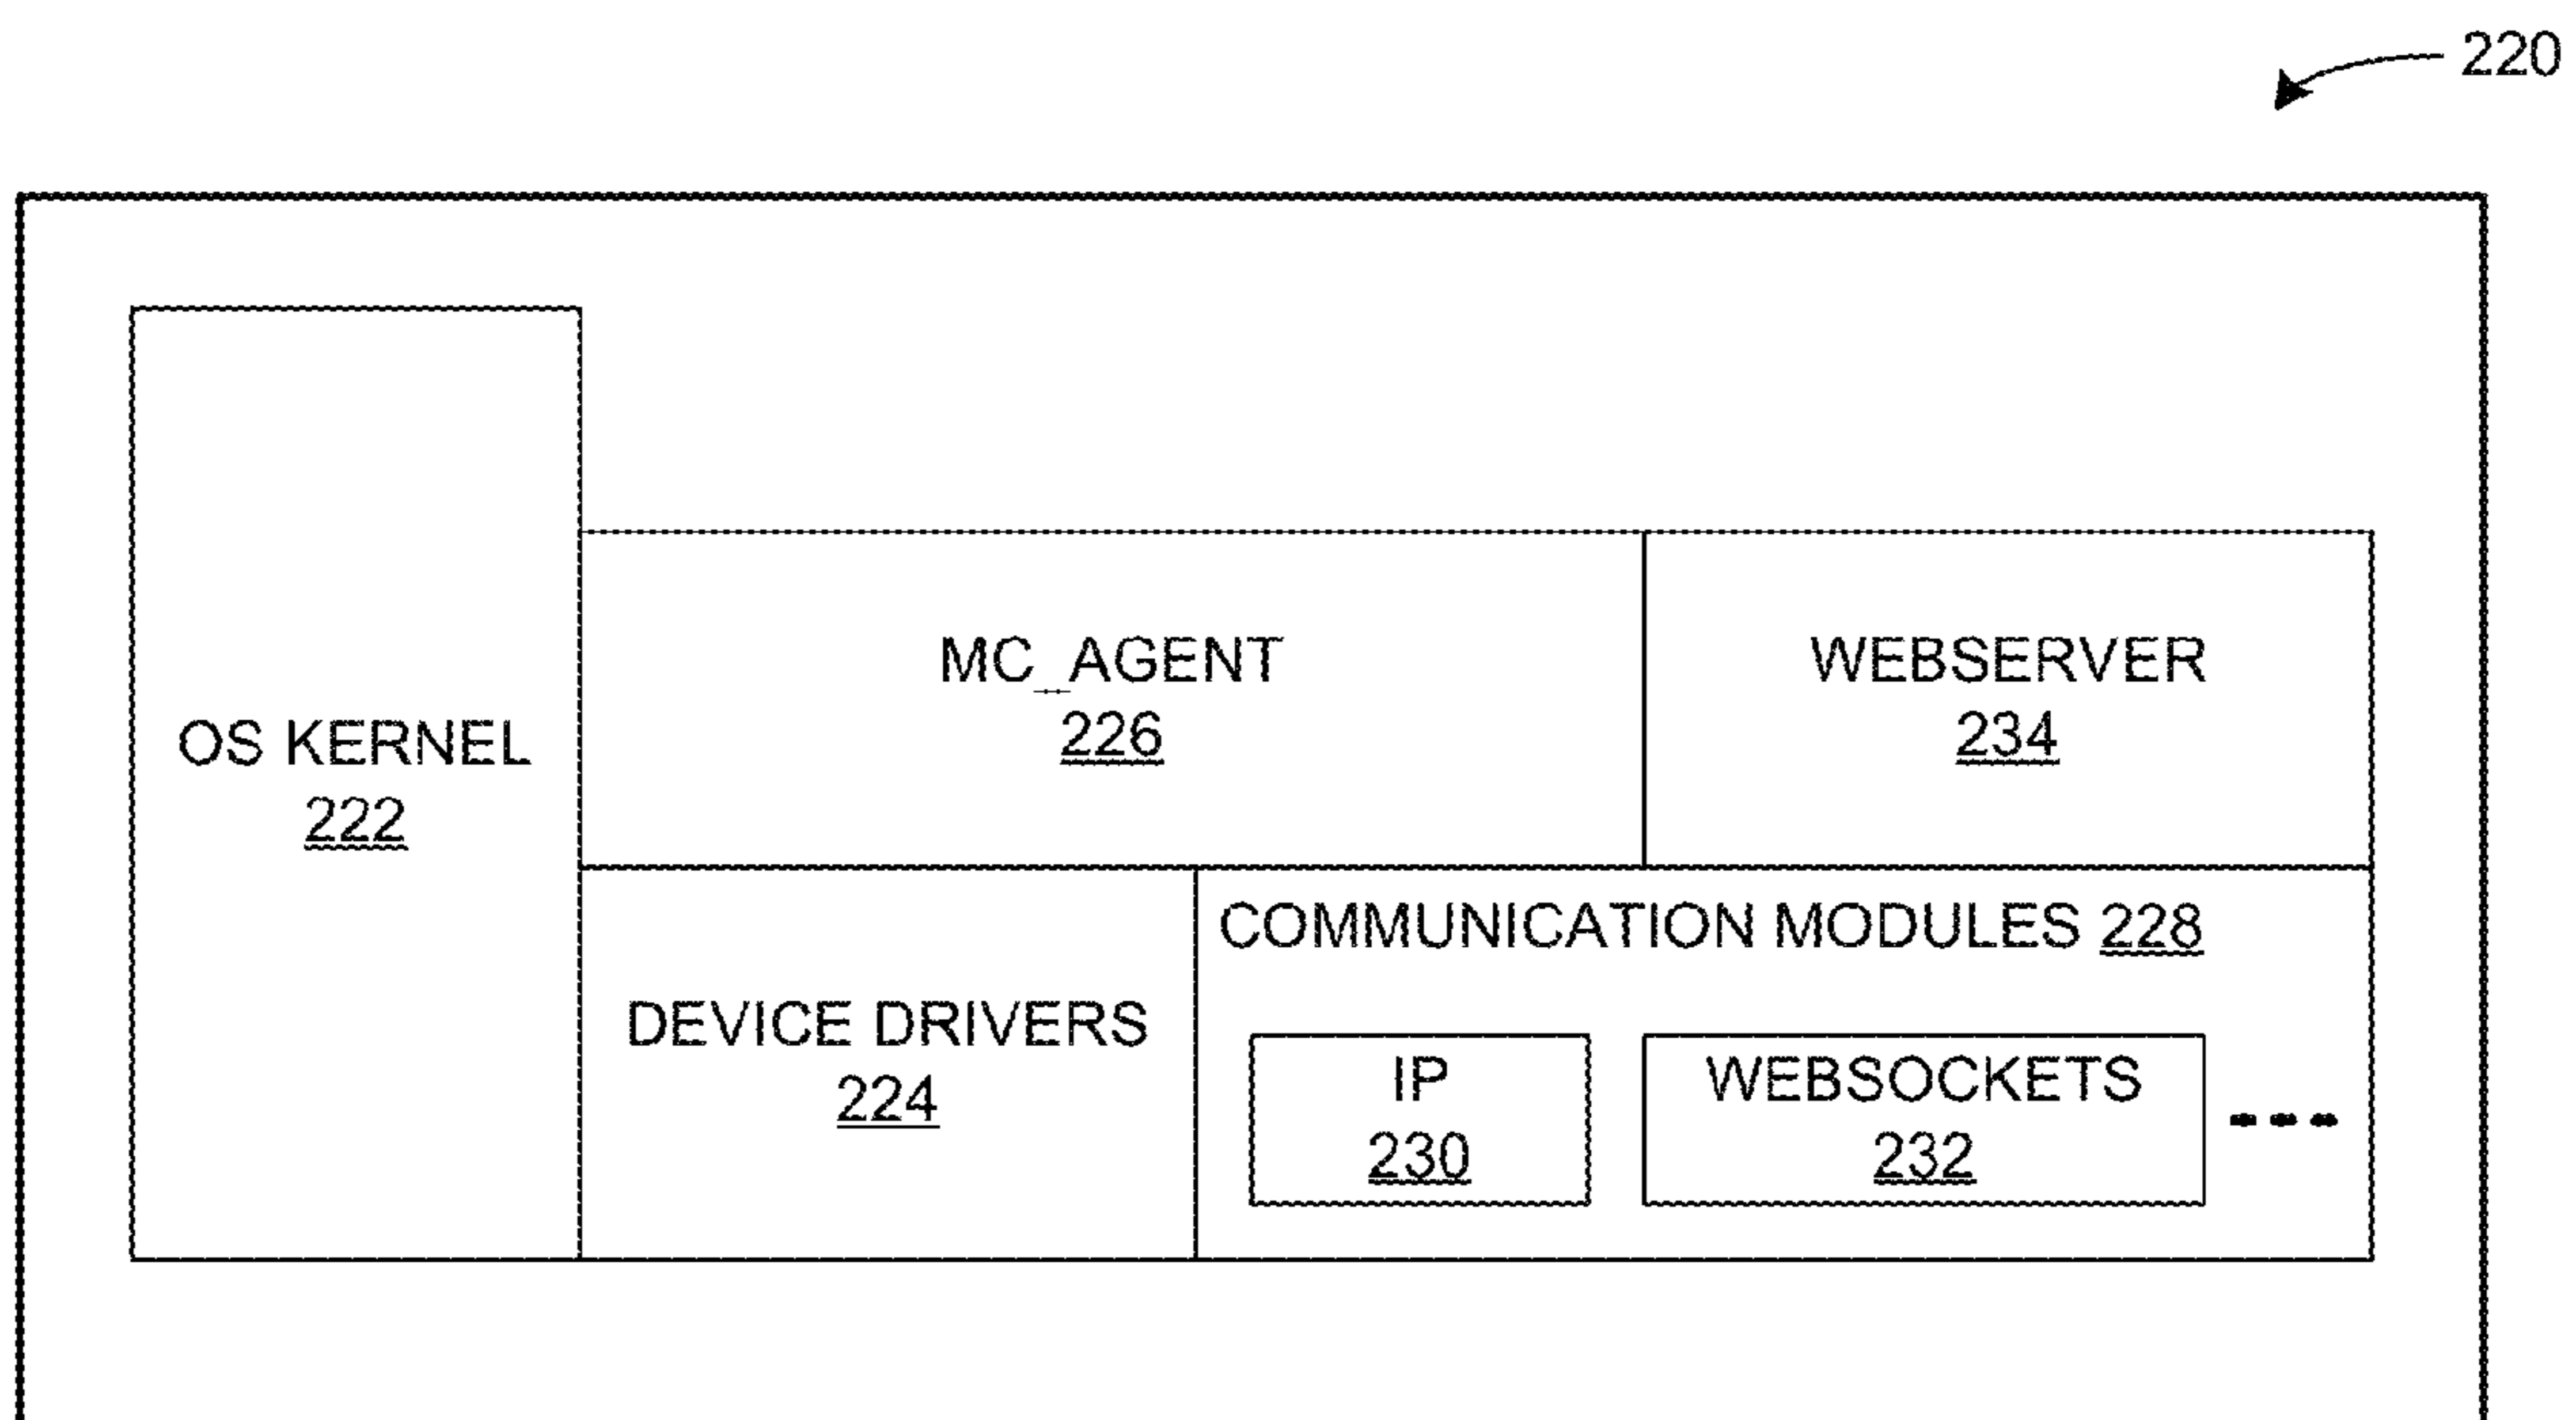 220
OS KERNEL
222
MC_AGENT
226
WEBSERVER
234
DEVICE DRIVERS
224
COMMUNICATION MODULES 228
IP
230
WEBSOCKETS
232